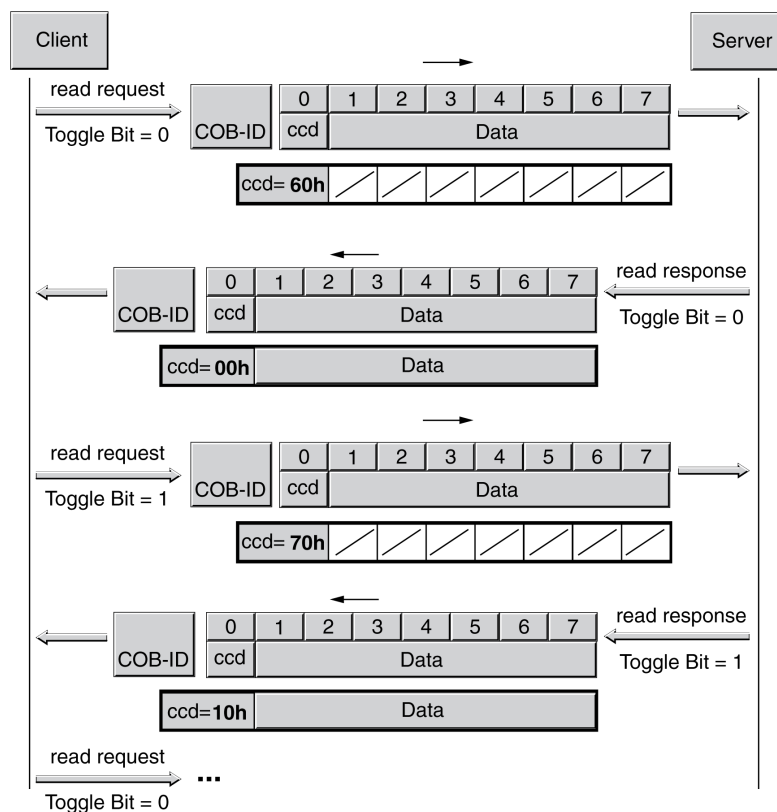 Client
Server
read request
Toggle Bit = 0
COB-ID
0 1 2 3 4 5 6 7
ccd Data
ccd= 60h
read response
Toggle Bit = 0
COB-ID
0 1 2 3 4 5 6 7
ccd Data
ccd= 00h Data
read request
Toggle Bit = 1
COB-ID
0 1 2 3 4 5 6 7
ccd Data
ccd= 70h
read response
Toggle Bit = 1
COB-ID
0 1 2 3 4 5 6 7
ccd Data
ccd=10h Data
read request
Toggle Bit = 0
...